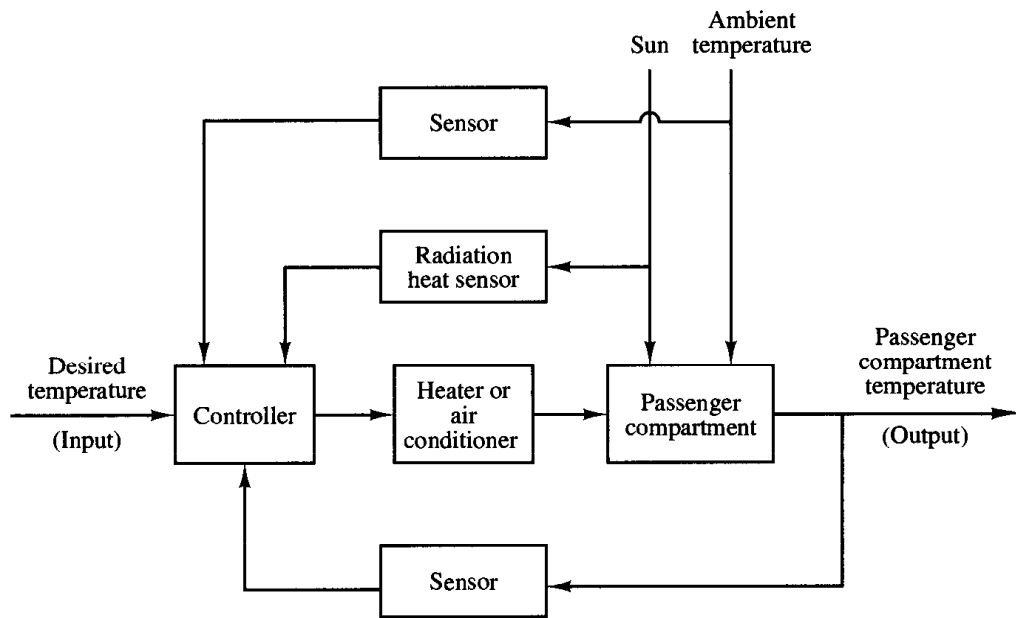 Ambient
Sun temperature
Sensor
Radiation
heat sensor
Desired
temperature
(Input)
Controller
Heater or
air
conditioner
Passenger
compartment
Passenger
compartment
temperature
(Output)
Sensor